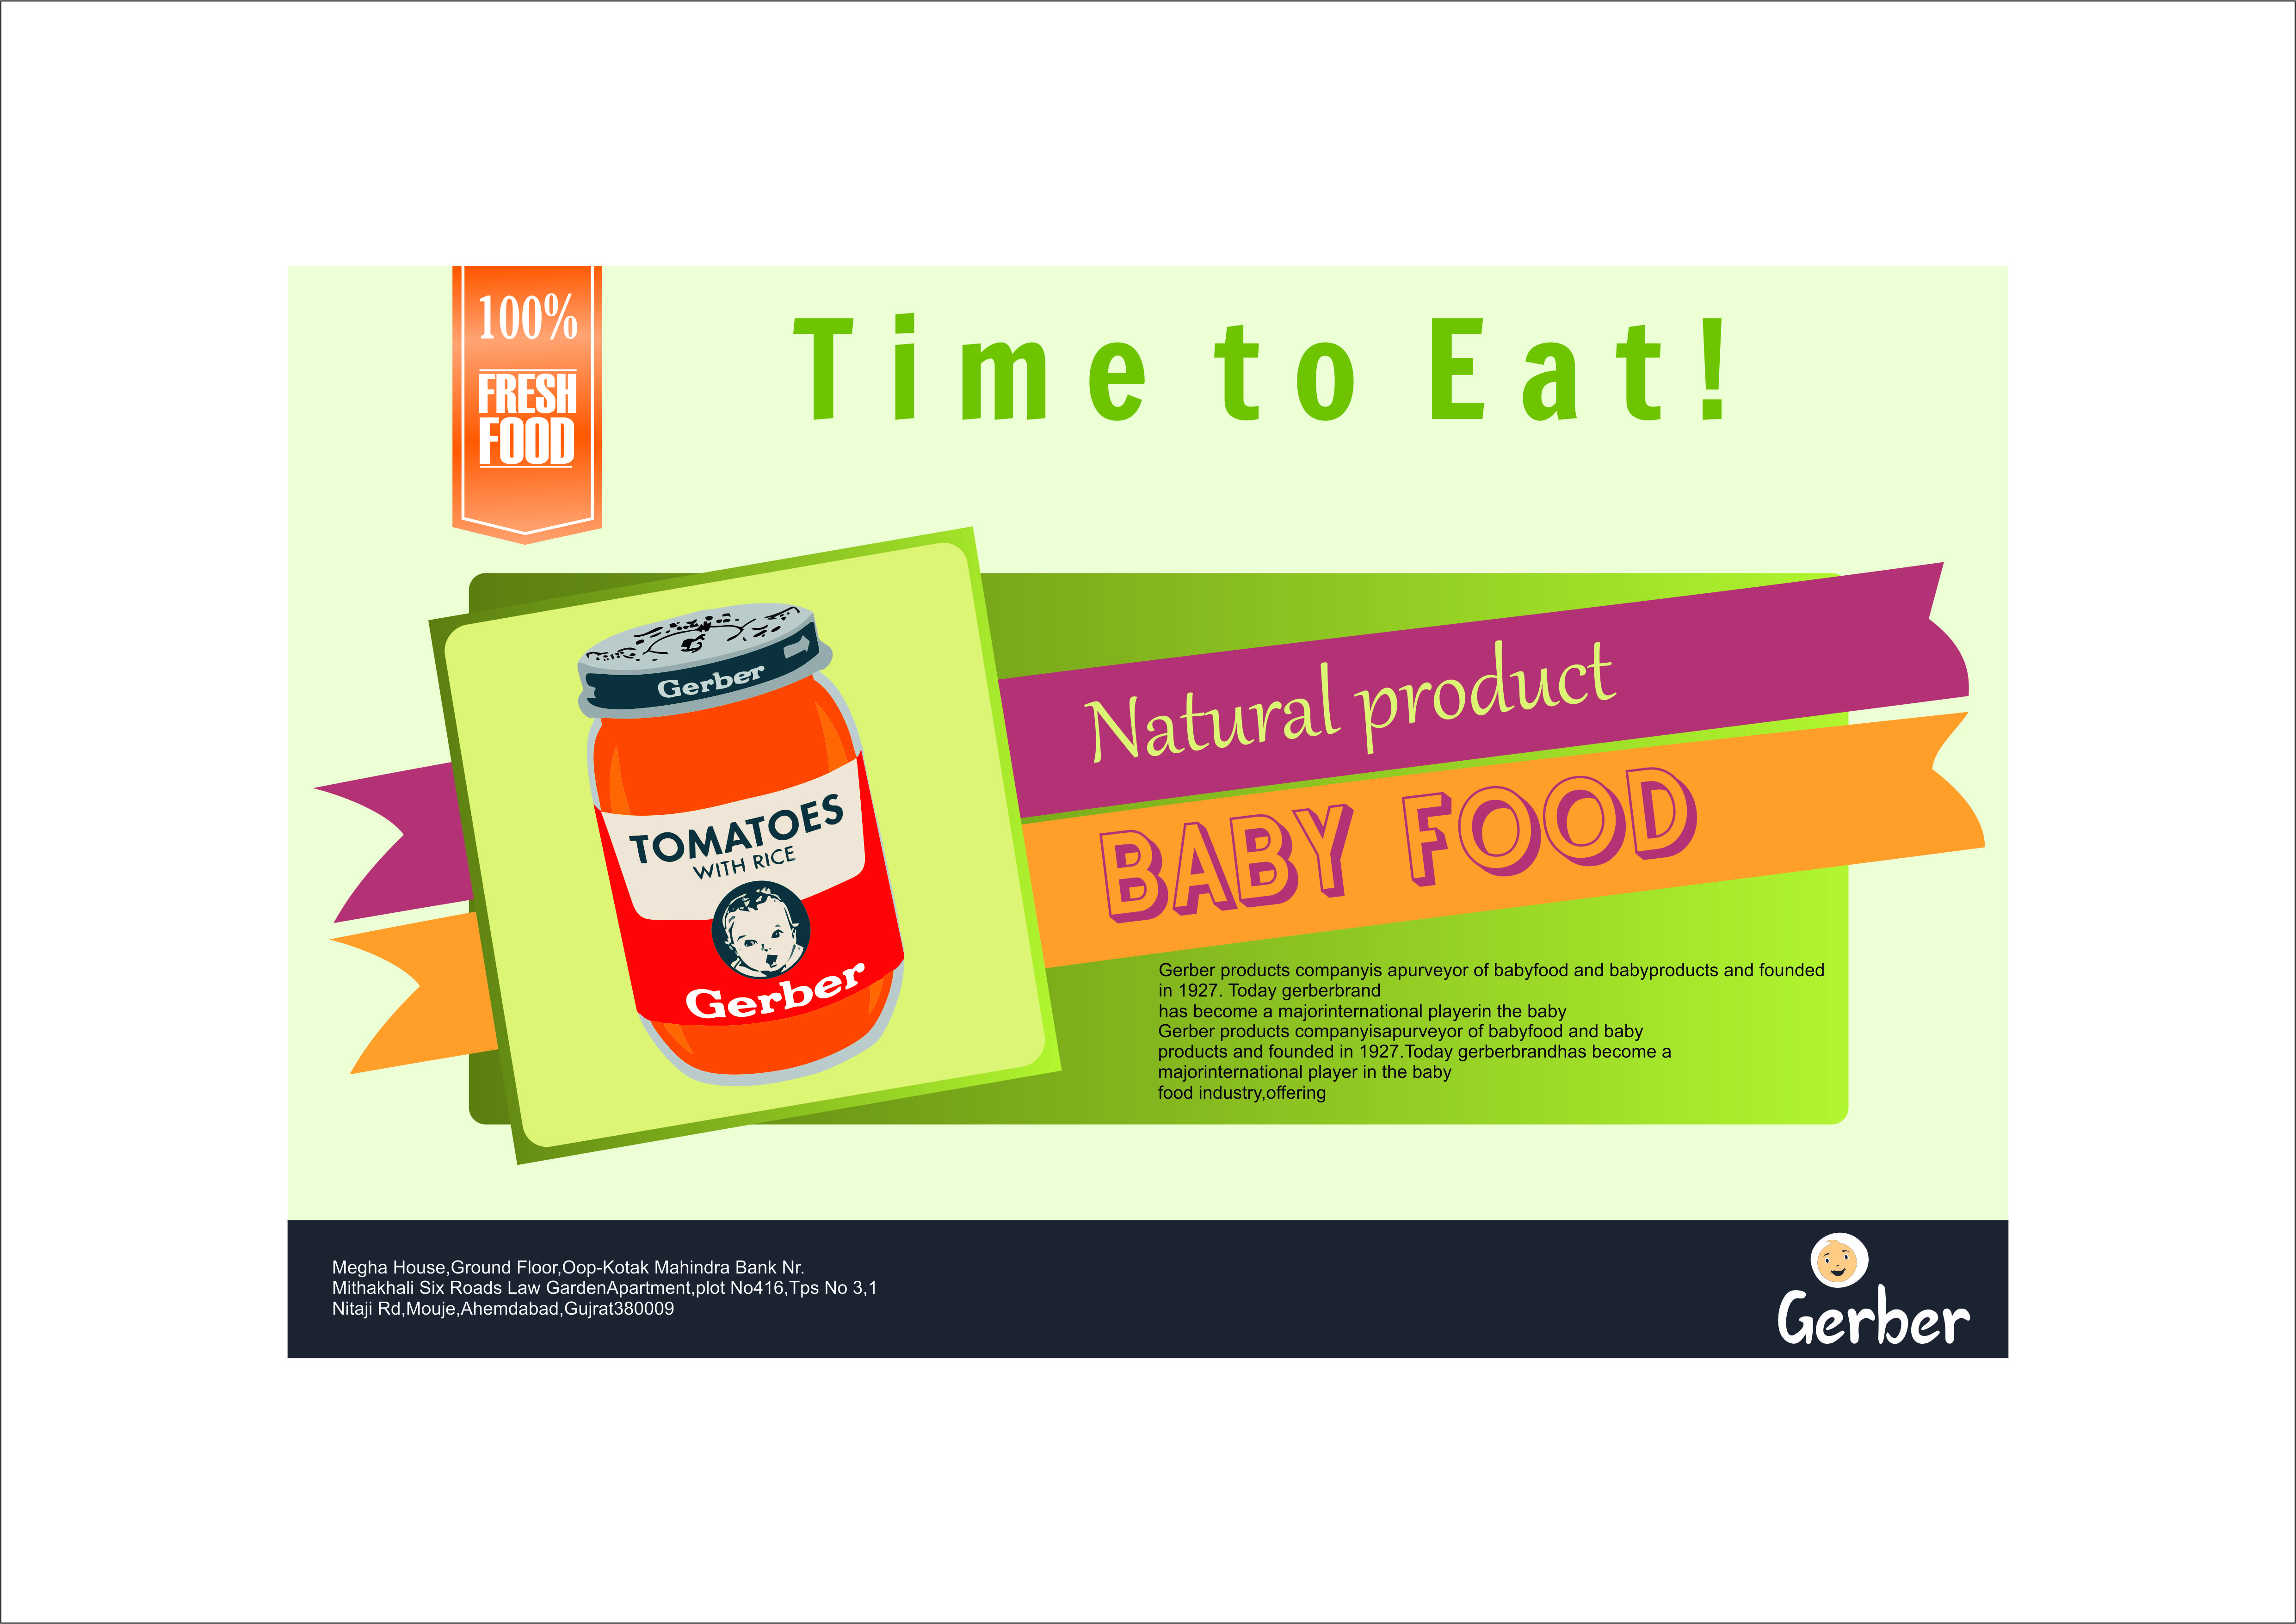 100%
FRESH
FOOD
Time to Eat!
Gerber
TOMATOES
WITH RICE
Gerber
Natural product
BABY FOOD
Gerber products companyis apurveyor of babyfood and babyproducts and founded
in 1927. Today gerberbrand
has become a majorinternational playerin the baby
Gerber products companyisapurveyor of babyfood and baby
products and founded in 1927.Today gerberbrandhas become a
majorinternational player in the baby
food industry,offering
Megha House,Ground Floor,Oop-Kotak Mahindra Bank Nr.
Mithakhali Six Roads Law GardenApartment,plot No416,Tps No 3,1
Nitaji Rd,Mouje,Ahemdabad,Gujrat380009
Gerber